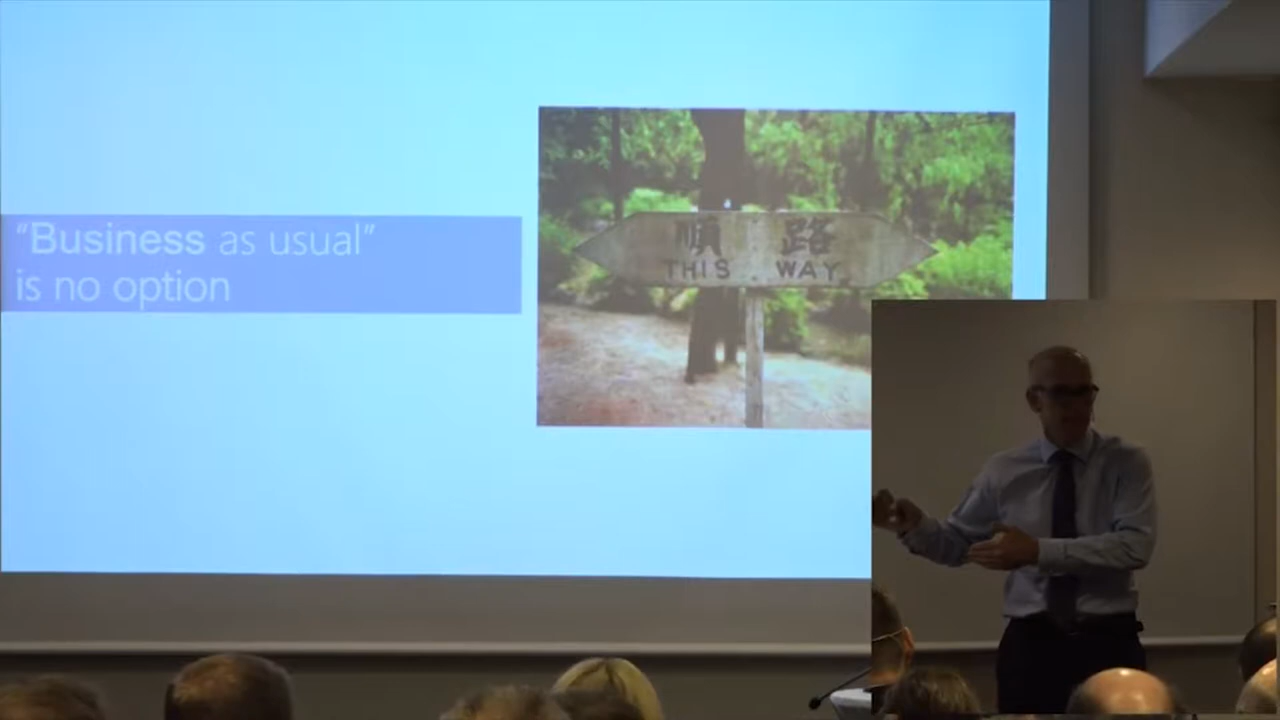 “Business as usual”
is no option
順 路
THIS WAY